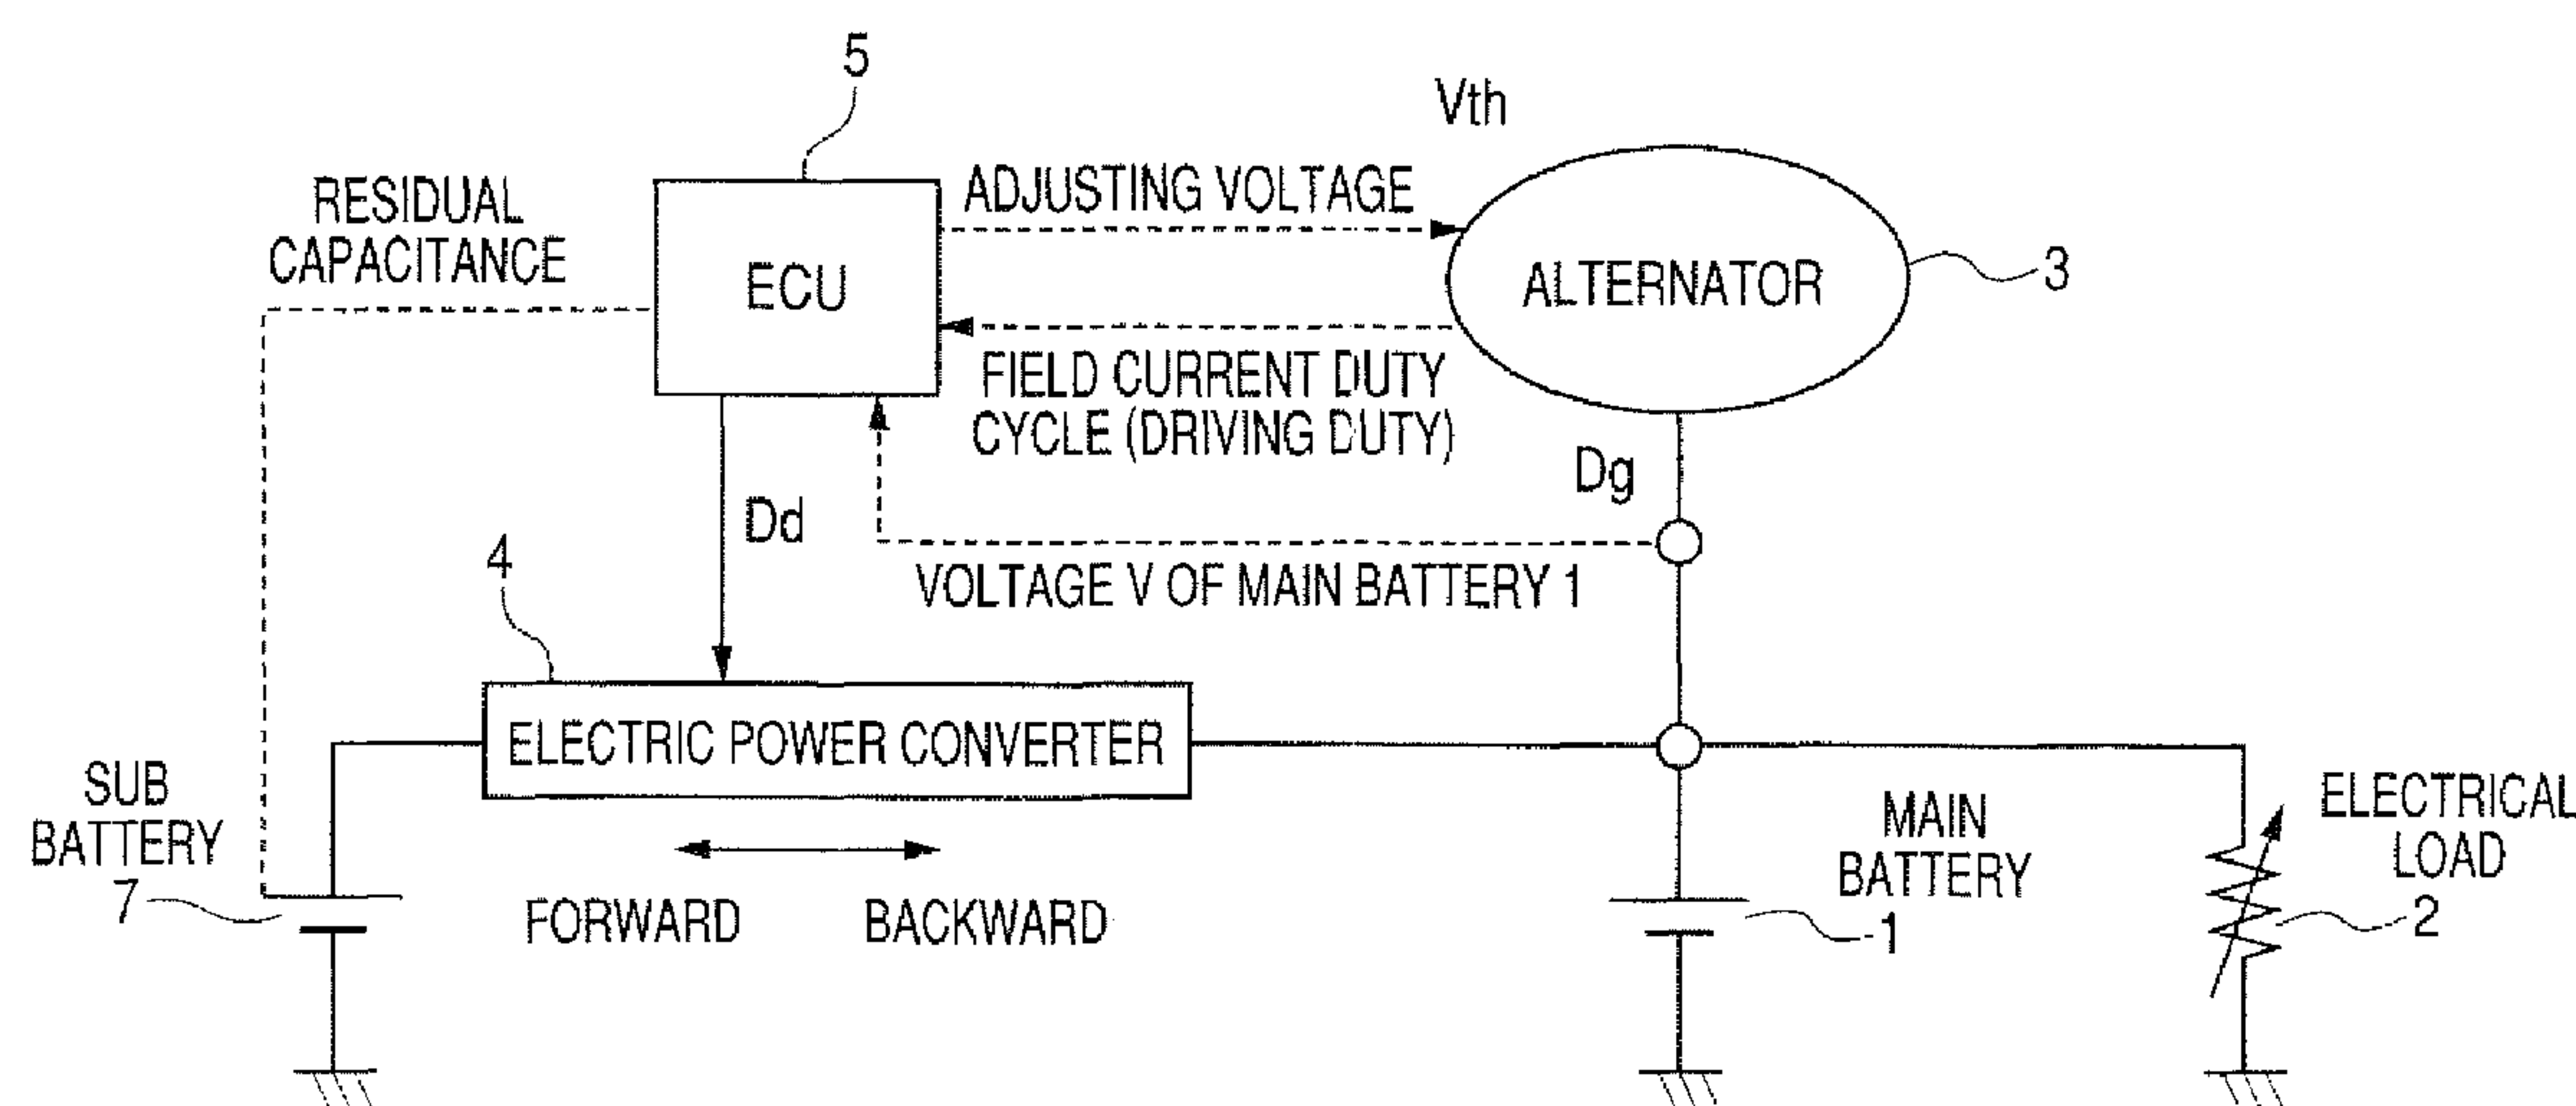 5
Vth
RESIDUAL
CAPACITANCE
ECU
ADJUSTING VOLTAGE
ALTERNATOR
3
FIELD CURRENT DUTY
CYCLE (DRIVING DUTY)
Dg
Dd
VOLTAGE V OF MAIN BATTERY 1
4
ELECTRIC POWER CONVERTER
SUB
BATTERY
7
FORWARD
BACKWARD
MAIN
BATTERY
1
ELECTRICAL
LOAD
2